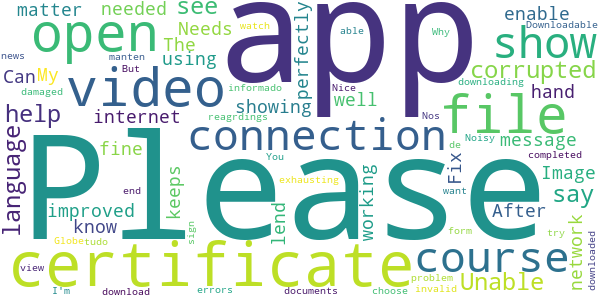 matter
needed
see
enable
watch
able
Why
Downloadable
news
manten
Needs
The
using
perfectly
open
app
show
But
Can
My
video
corrupted
damaged
informado
Nice
downloading
showing
well
file
hand
help
internet
reagrdings
Nos
Noisy
message
connection
language
fine
You
de
completed
Please
Fix
Image
keeps
exhausting
want
say
working
improved
lend
After
know
end
sign
form
try
network
Globe
tudo
certificate
course
Unable
downloaded
view
errors
problem
I'm
download
documents
choose
invalid